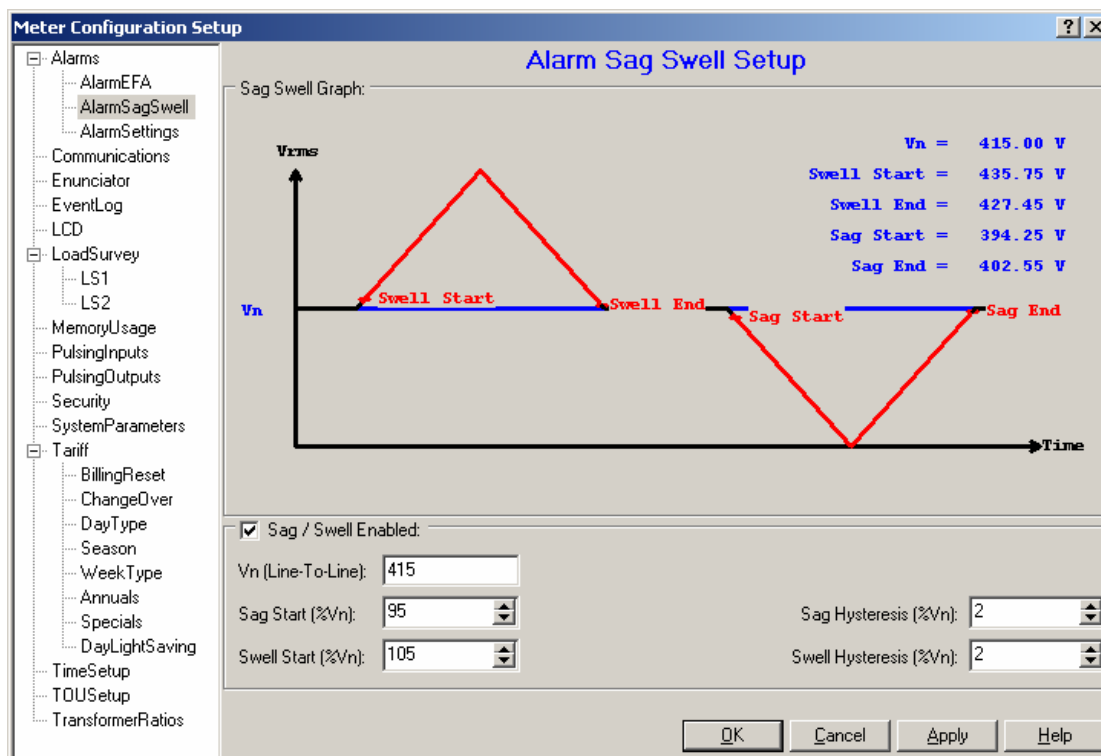 Meter Configuration Setup
Alarms
AlarmEFA
AlarmSagSwell
AlarmSettings
Communications
Enunciator
EventLog
LCD
LoadSurvey
LS1
LS2
MemoryUsage
PulsingInputs
PulsingOutputs
Security
SystemParameters
Tariff
BillingReset
ChangeOver
DayType
Season
WeekType
Annuals
Specials
DayLightSaving
TimeSetup
TOUSetup
TransformerRatios
Alarm Sag Swell Setup
Sag Swell Graph:
Vrms
Vn = 415.00 V
Swell Start = 435.75 V
Swell End = 427.45 V
Sag Start = 394.25 V
Sag End = 402.55 V
Vn
Swell Start
Swell End
Sag Start
Sag End
Time
Sag / Swell Enabled:
Vn (Line-To-Line): 415
Sag Start (%Vn): 95
Sag Hysteresis (%Vn): 2
Swell Start (%Vn): 105
Swell Hysteresis (%Vn): 2
OK
Cancel
Apply
Help